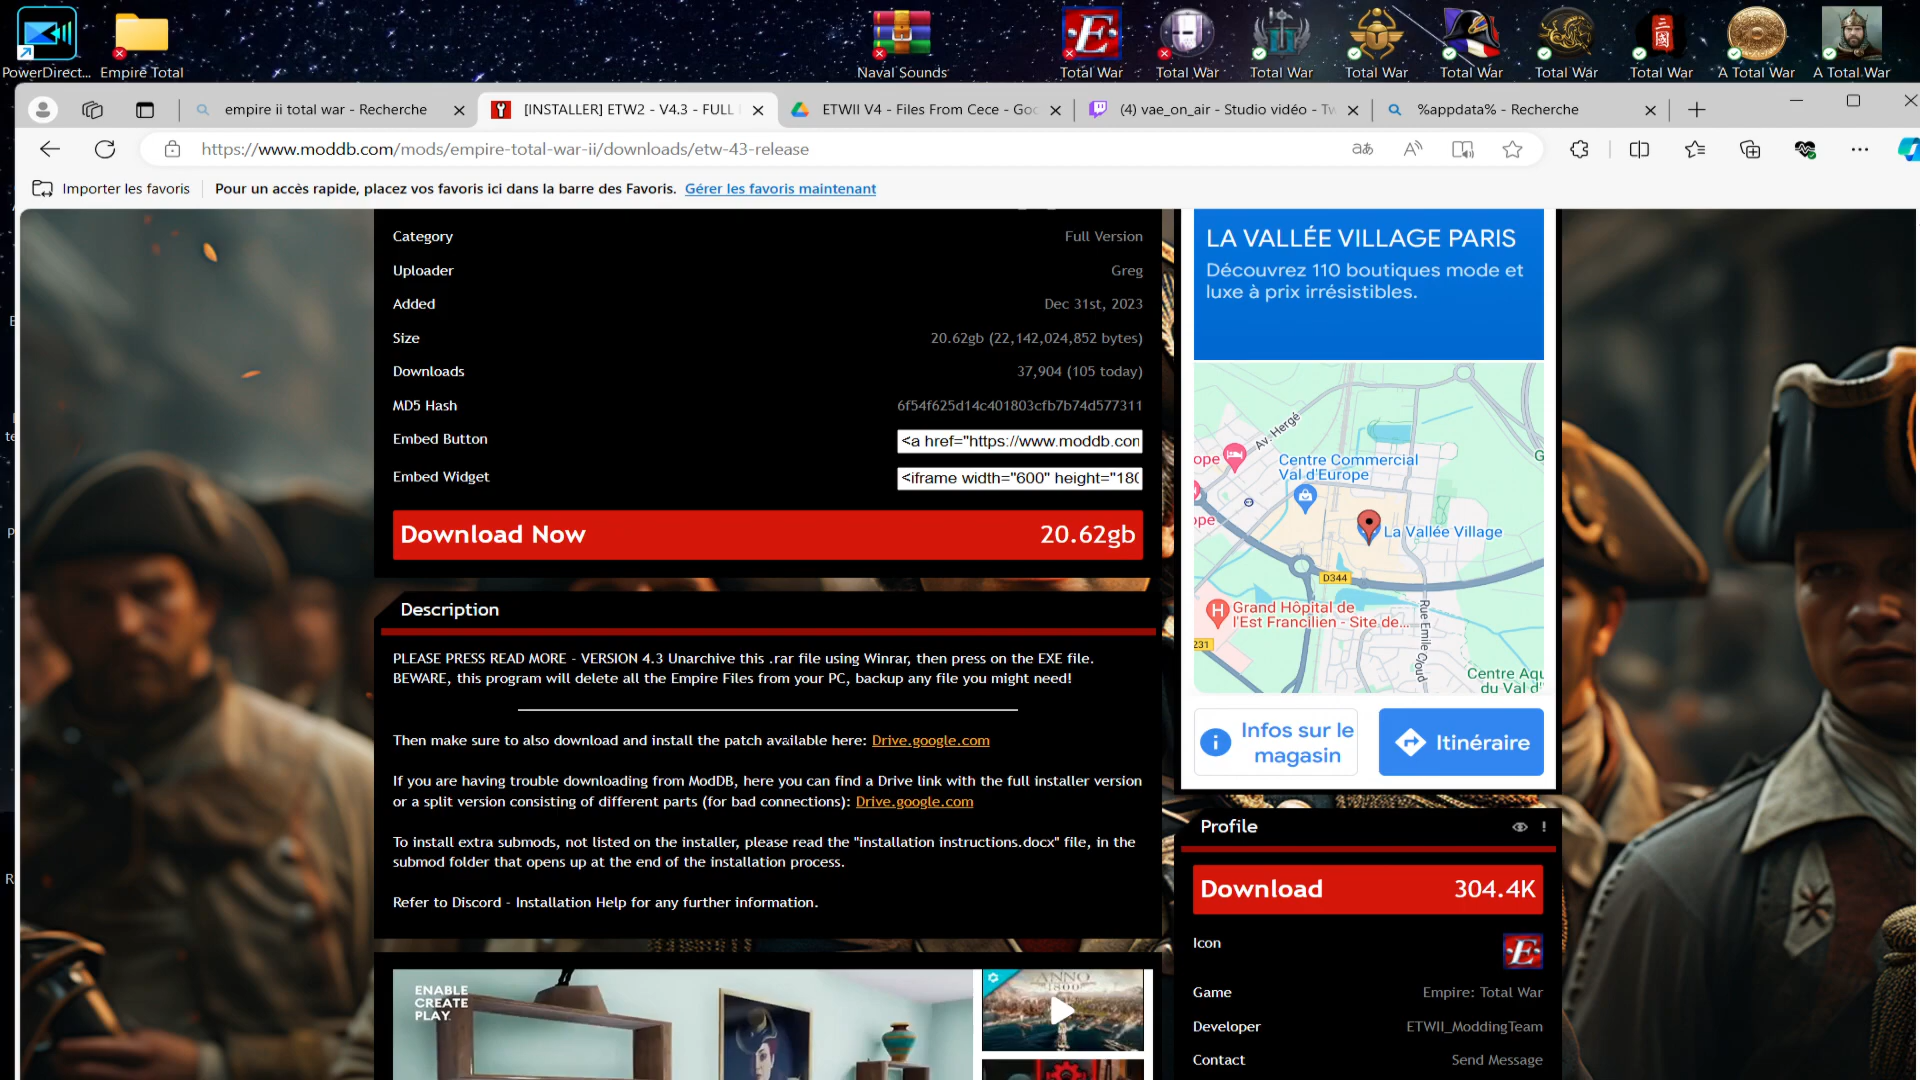 PowerDirect...
Empire Total
Naval Sounds
Total War
Total War
Total War
Total War
Total War
Total War
Total War
A Total War
A Total War
empire ii total war - Recherche
[INSTALLER] ETW2 - V4.3 - FULL
ETWII V4 - Files From Cece - Goo
(4) vae_on_air - Studio vidéo - Tw
%appdata% - Recherche
https://www.moddb.com/mods/empire-total-war-ii/downloads/etw-43-release
Importer les favoris
Pour un accès rapide, placez vos favoris ici dans la barre des Favoris. Gérer les favoris maintenant
Category
Full Version
Uploader
Greg
Added
Dec 31st, 2023
Size
20.62gb (22,142,024,852 bytes)
Downloads
37,904 (105 today)
MD5 Hash
6f54f625d14c401803cfb7b74d577311
Embed Button
<a href="https://www.moddb.con
Embed Widget
<iframe width="600" height="180
Download Now
20.62gb
Description
PLEASE PRESS READ MORE - VERSION 4.3 Unarchive this .rar file using Winrar, then press on the EXE file.
BEWARE, this program will delete all the Empire Files from your PC, backup any file you might need!
Then make sure to also download and install the patch available here: Drive.google.com
If you are having trouble downloading from ModDB, here you can find a Drive link with the full installer version
or a split version consisting of different parts (for bad connections): Drive.google.com
To install extra submods, not listed on the installer, please read the "installation instructions.docx" file, in the
submod folder that opens up at the end of the installation process.
Refer to Discord - Installation Help for any further information.
ENABLE
CREATE
PLAY.
ANNO
1800
LA VALLÉE VILLAGE PARIS
Découvrez 110 boutiques mode et
luxe à prix irrésistibles.
Av. Hergé
ope
Centre Commercial
Val d'Europe
ope
La Vallée Village
D344
Grand Hôpital de
l'Est Francilien - Site de...
231
Rue Emile Cloud
Centre Aqu
du Val d'
Infos sur le
magasin
Itinéraire
Profile
Download
304.4K
Icon
E
Game
Empire: Total War
Developer
ETWII_ModdingTeam
Contact
Send Message